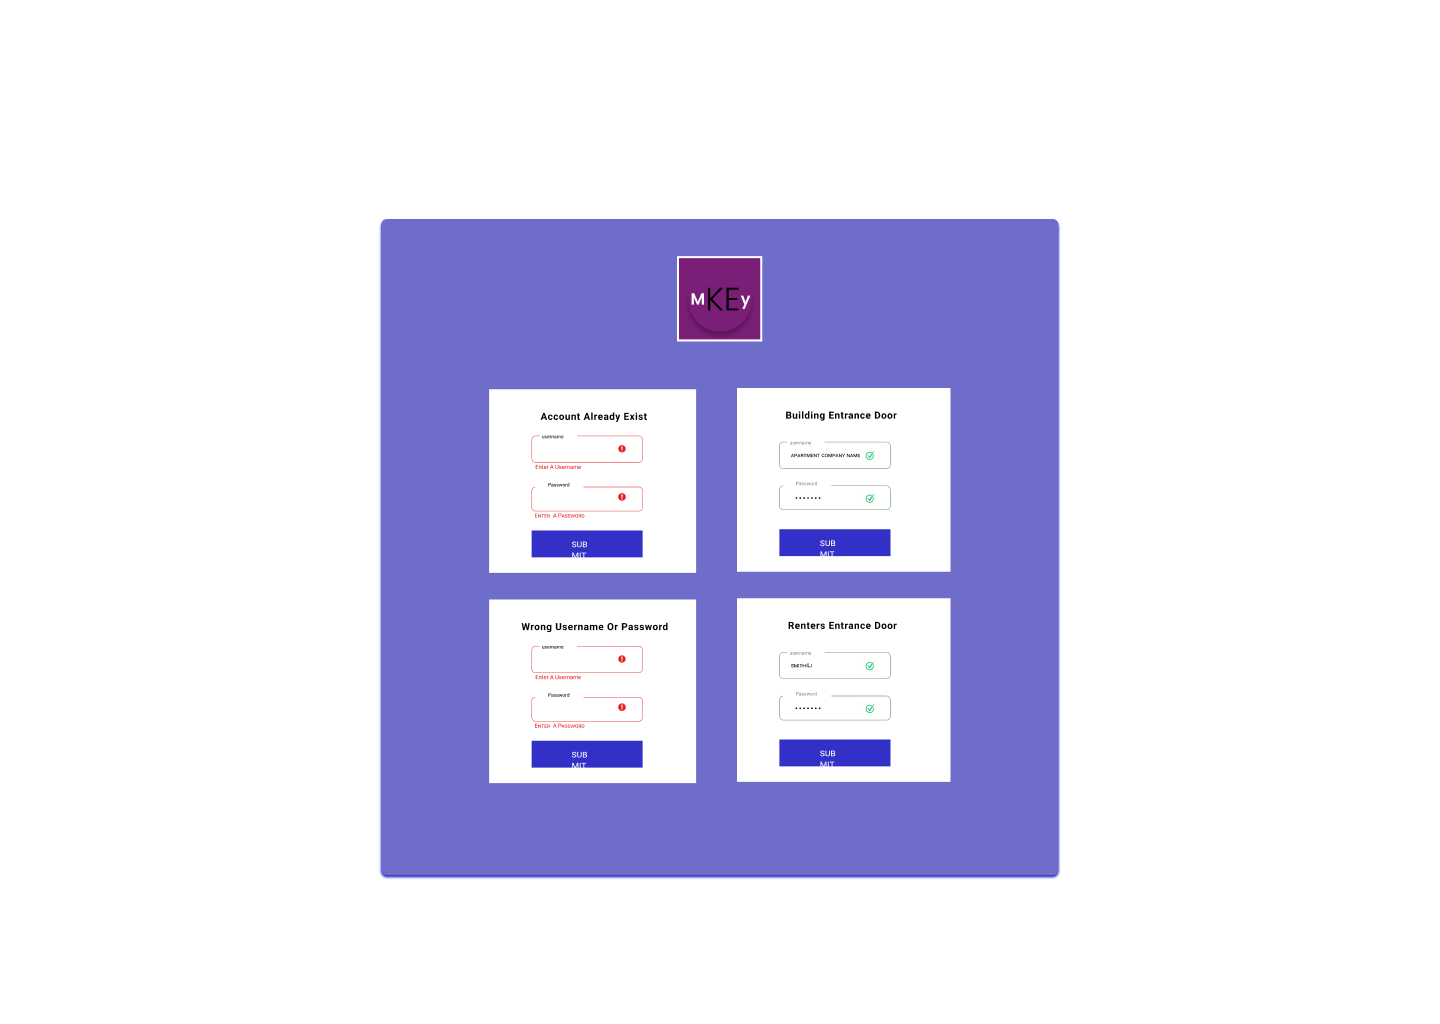 MKEy
Account Already Exist
username
Enter A Username
Password
Enter A Password
SUB
MIT
Building Entrance Door
username
APARTMENT COMPANY NAME
Password
•••••••
SUB
MIT
Wrong Username Or Password
username
Enter A Username
Password
Enter A Password
SUB
MIT
Renters Entrance Door
username
Password
•••••••
SUB
MIT